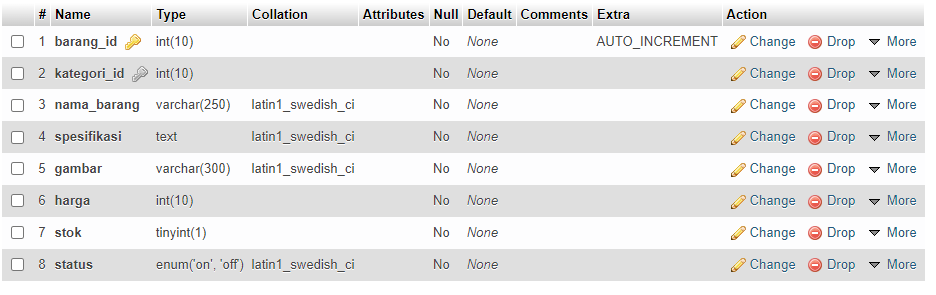 # Name Type Collation Attributes Null Default Comments Extra Action
1 barang_id int(10) No None AUTO_INCREMENT Change Drop More
2 kategori_id int(10) No None Change Drop More
3 nama_barang varchar(250) latin1_swedish_ci No None Change Drop More
4 spesifikasi text latin1_swedish_ci No None Change Drop More
5 gambar varchar(300) latin1_swedish_ci No None Change Drop More
6 harga int(10) No None Change Drop More
7 stok tinyint(1) No None Change Drop More
8 status enum('on', 'off') latin1_swedish_ci No None Change Drop More